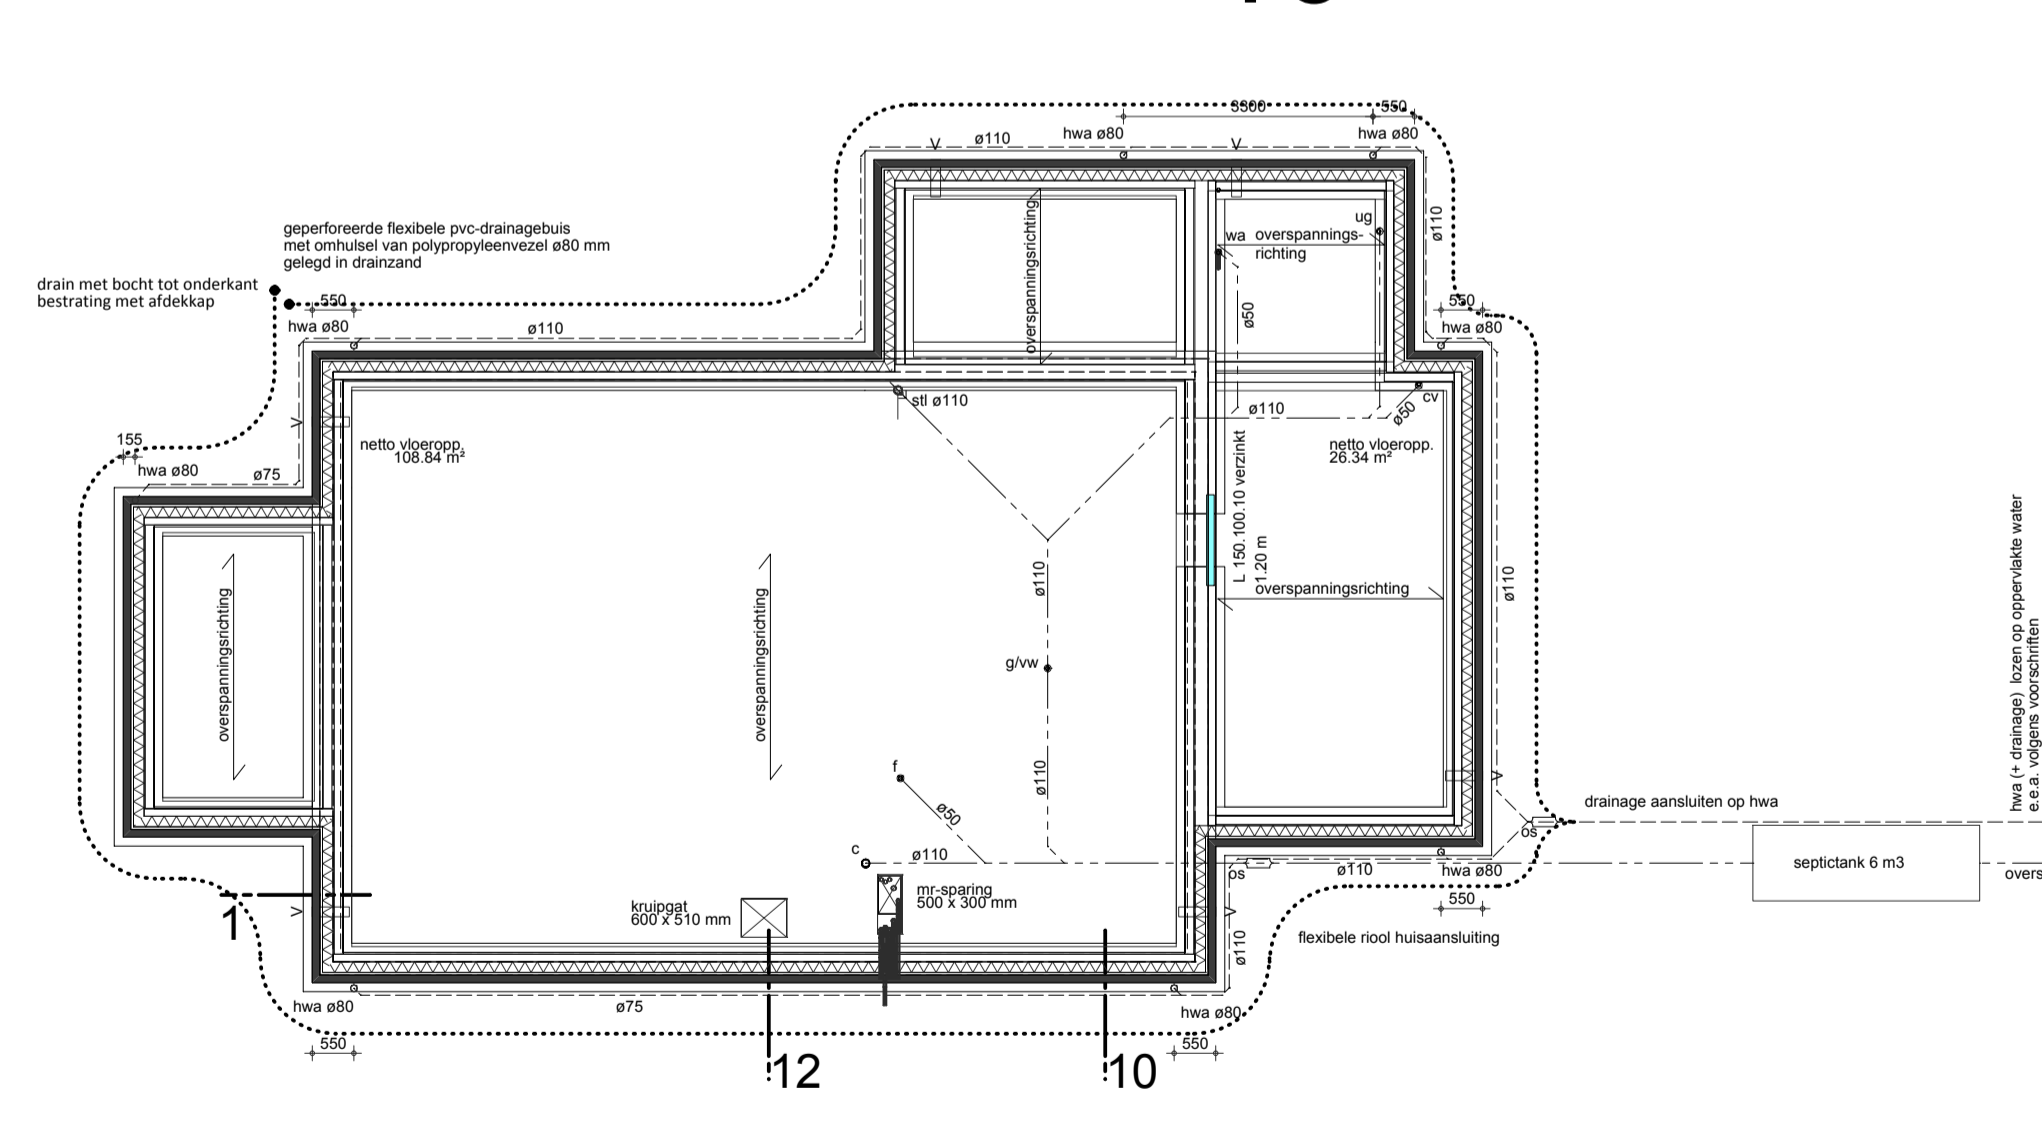 3300
550
hwa ø80
hwa ø80
ø110
V
V
geperforeerde flexibele pvc-drainagebuis
met omhulsel van polypropyleenvezel ø80 mm
gelegd in drainzand
drain met bocht tot onderkant
bestrating met afdekkap
550
hwa ø80
ø110
overspanningsrichting
wa
overspannings-
richting
ug
ø50
ø110
550
hwa ø80
stl ø110
ø110
ø50
cv
V
netto vloeropp.
108.84 m²
netto vloeropp.
26.34 m²
155
hwa ø80
ø75
L 150.100.10 verzinkt
1.20 m
overspanningsrichting
overspanningsrichting
overspanningsrichting
ø110
ø110
g/vw
ø110
f
ø50
c
ø110
V
os
drainage aansluiten op hwa
hwa (+ drainage) lozen op oppervlakte water
e.e.a. volgens voorschriften
septictank 6 m3
overs
os
ø110
hwa ø80
550
flexibele riool huisaansluiting
mr-sparing
500 x 300 mm
kruipgat
600 x 510 mm
V
V
ø110
1
hwa ø80
ø75
hwa ø80
550
550
12
10